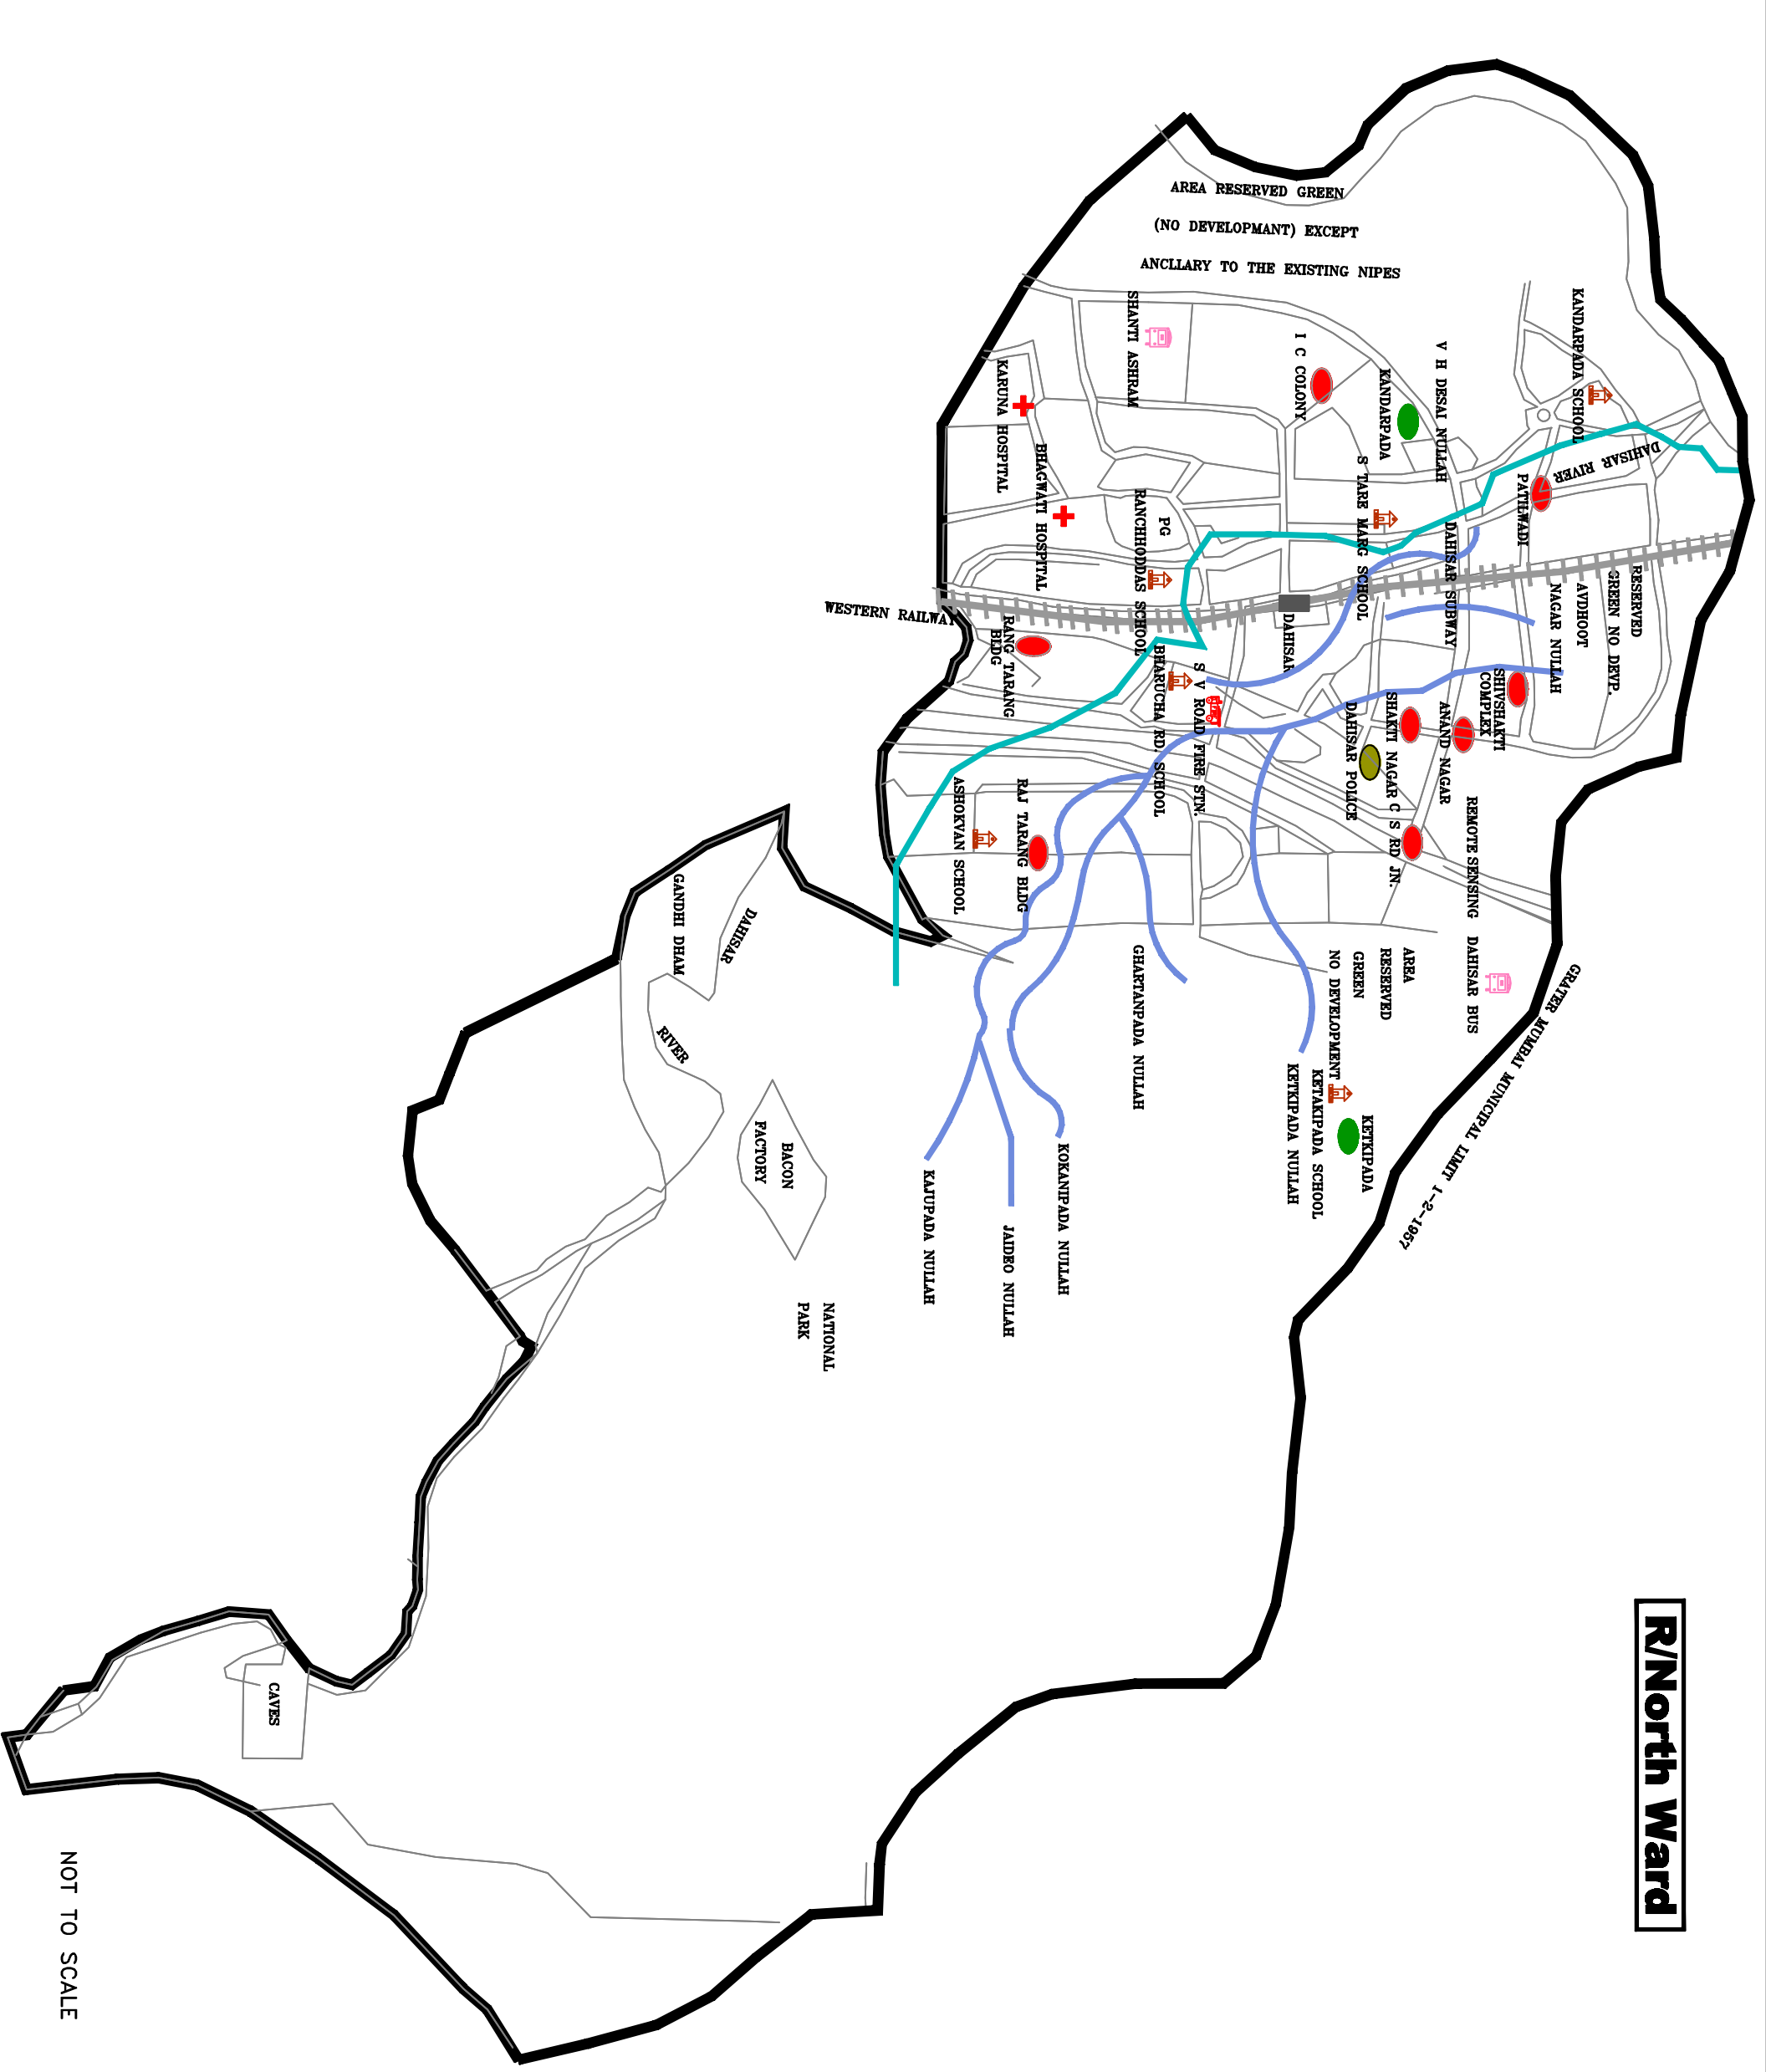 R/North Ward
GRATER MUMBAI MUNICIPAL LIMIT 1-2-1957
RESERVED
GREEN NO DEVP.
AVDHOOT
NAGAR NULLAH
KANDARPADA SCHOOL
DAHISAR RIVER
PATILWADI
V H DESAI NULLAH
DAHISAR SUBWAY
KANDARPADA
S TARE MARG SCHOOL
I C COLONY
DAHISAR
AREA RESERVED GREEN
(NO DEVELOPMANT) EXCEPT
ANCLLARY TO THE EXISTING NIPES
SHANTI ASHRAM
PG
RANCHHODDAS SCHOOL
KARUNA HOSPITAL
BHAGWATI HOSPITAL
WESTERN RAILWAY
RANG TARANG
BLDG
SHIVSHAKTI
COMPLEX
ANAND NAGAR
SHAKTI NAGAR
C S RD JN.
DAHISAR POLICE
S V ROAD FIRE STN.
BHARUCHA RD. SCHOOL
RAJ TARANG BLDG
ASHOKVAN SCHOOL
REMOTE SENSING
DAHISAR BUS
AREA
RESERVED
GREEN
NO DEVELOPMENT
KETKIPADA
KETAKIPADA SCHOOL
KETKIPADA NULLAH
GHARTANPADA NULLAH
KOKANIPADA NULLAH
JAIDEO NULLAH
KAJUPADA NULLAH
DAHISAR
RIVER
GANDHI DHAM
BACON
FACTORY
NATIONAL
PARK
CAVES
NOT TO SCALE